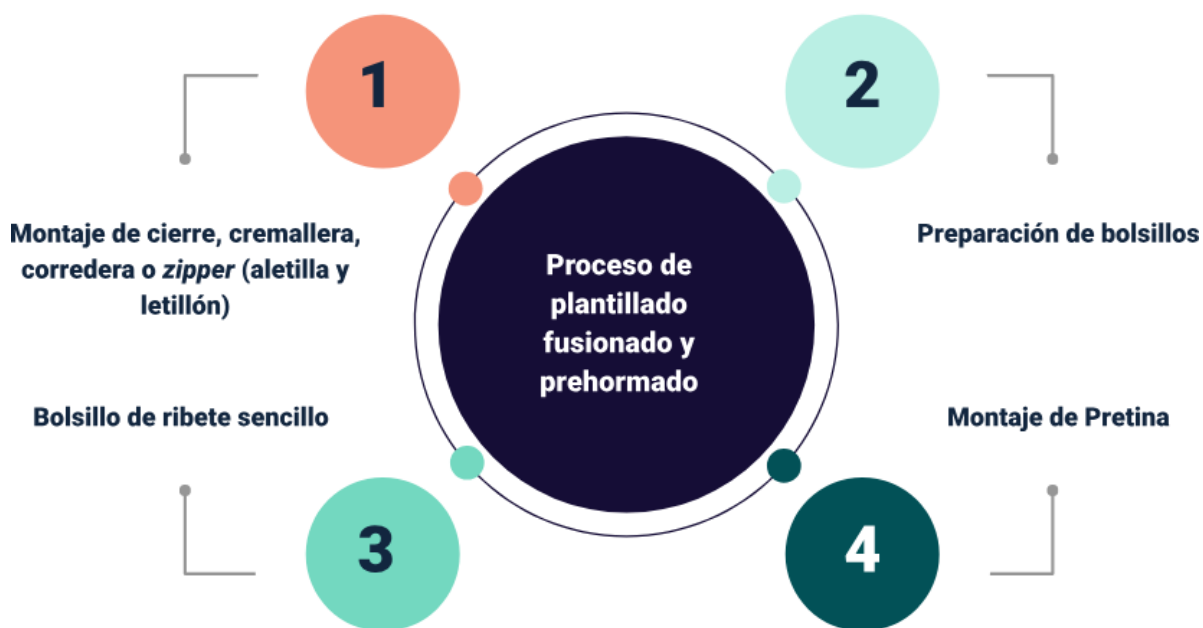 1
Montaje de cierre, cremallera,
corredera o zipper (aletilla y
letillón)
2
Preparación de bolsillos
Proceso de
plantillado
fusionado y
prehormado
Bolsillo de ribete sencillo
3
Montaje de Pretina
4